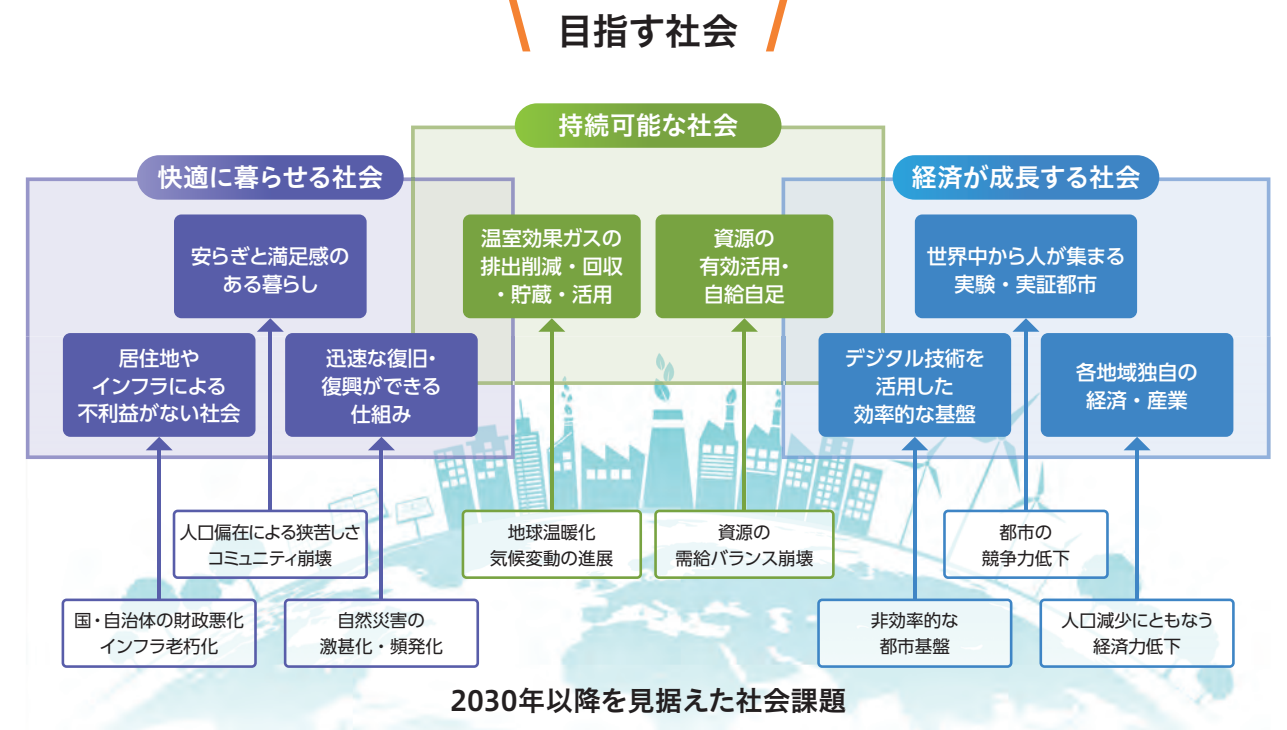 目指す社会
持続可能な社会
快適に暮らせる社会
経済が成長する社会
安らぎと満足感の
ある暮らし
温室効果ガスの
排出削減・回収
・貯蔵・活用
資源の
有効活用・
自給自足
世界中から人が集まる
実験・実証都市
居住地や
インフラによる
不利益がない社会
迅速な復旧・
復興ができる
仕組み
デジタル技術を
活用した
効率的な基盤
各地域独自の
経済・産業
人口偏在による狭苦しさ
コミュニティ崩壊
地球温暖化
気候変動の進展
資源の
需給バランス崩壊
都市の
競争力低下
国・自治体の財政悪化
インフラ老朽化
自然災害の
激甚化・頻発化
非効率的な
都市基盤
人口減少にともなう
経済力低下
2030年以降を見据えた社会課題